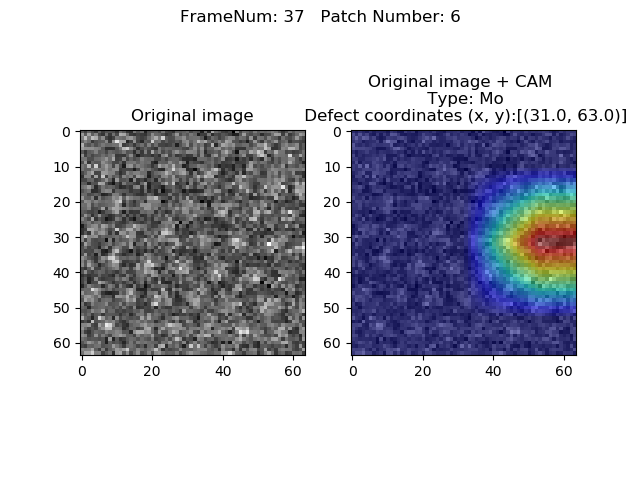 FrameNum: 37   Patch Number: 6
Original image
Original image + CAM
Type: Mo
Defect coordinates (x, y):[(31.0, 63.0)]
0
10
20
30
40
50
60
0 20 40 60
0
10
20
30
40
50
60
0 20 40 60